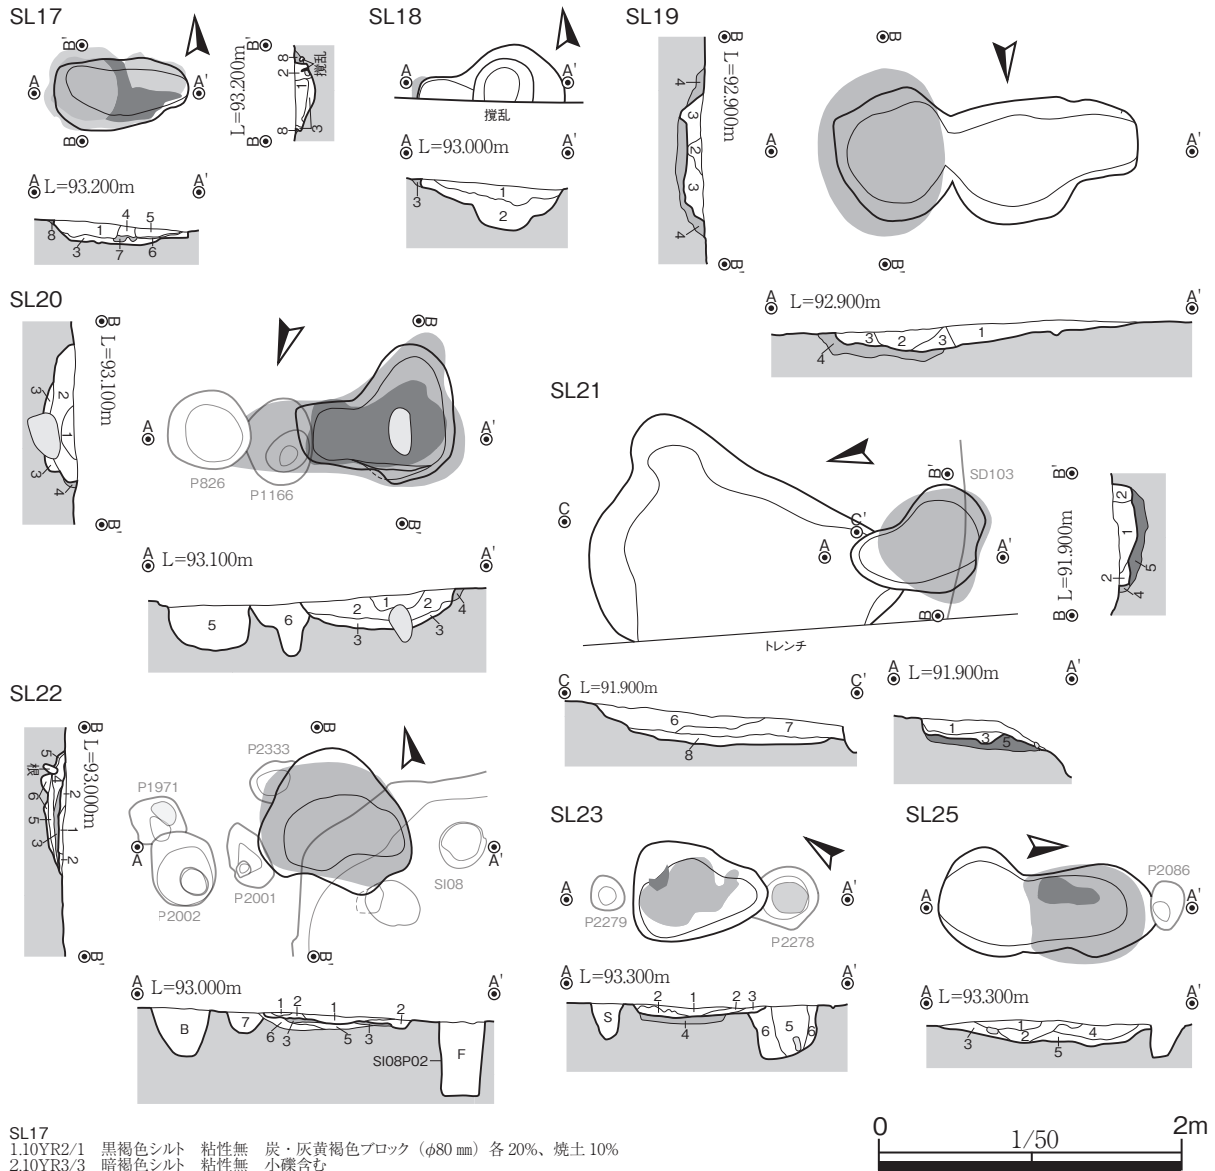 SL17
B'
A
A'
B
B'
8
2
1
撹乱
8
3
B
L=93.200m
A
L=93.200m
A'
8
1
4
5
3
7
6
SL18
A
A'
撹乱
A
L=93.000m
A'
1
2
3
SL19
B
4
3
2
3
4
B'
L=92.900m
B
A
A'
B'
A
L=92.900m
A'
3
2
3
1
4
SL20
B
3
2
1
3
4
B'
L=93.100m
B
A
A'
P826
P1166
B'
A
L=93.100m
A'
5
6
2
1
2
3
3
4
SL21
C
C'
A
A'
B'
SD103
B
トレンチ
B'
L=91.900m
B
2
1
2
4
5
C
L=91.900m
C'
6
7
8
A
L=91.900m
A'
1
3
5
SL22
B
L=93.000m
B'
5
根
4
6
2
5
1
3
2
B
P2333
P1971
A
A'
P2002
P2001
SI08
B'
A
L=93.000m
A'
B
7
1
2
1
2
6
3
5
3
SI08P02
F
SL23
A
A'
P2279
P2278
A
L=93.300m
A'
S
2
1
2
3
4
6
5
6
SL25
A
A'
P2086
A
L=93.300m
A'
1
2
4
3
5
SL17
1.10YR2/1 黒褐色シルト 粘性無 炭・灰黄褐色ブロック（φ80 mm）各 20%、焼土 10%
2.10YR3/3 暗褐色シルト 粘性無 小礫含む
0
1/50
2m